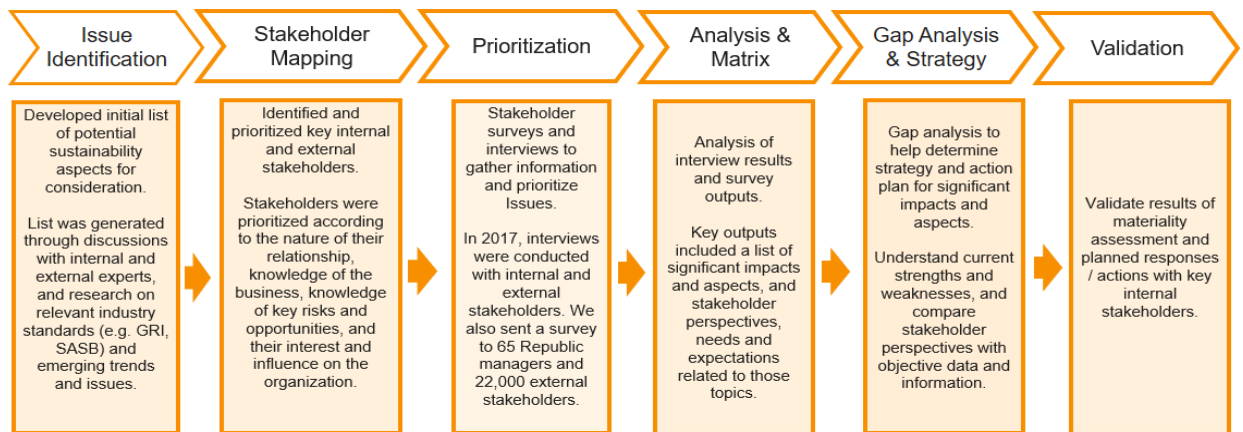 Issue
Identification
Stakeholder
Mapping
Prioritization
Analysis &
Matrix
Gap Analysis
& Strategy
Validation
Developed initial list
of potential
sustainability
aspects for
consideration.
List was generated
through discussions
with internal and
external experts,
and research on
relevant industry
standards (e.g. GRI,
SASB) and
emerging trends
and issues.
Identified and
prioritized key internal
and external
stakeholders.
Stakeholders were
prioritized according
to the nature of their
relationship,
knowledge of the
business, knowledge
of key risks and
opportunities, and
their interest and
influence on the
organization.
Stakeholder
surveys and
interviews to
gather information
and prioritize
Issues.
In 2017, interviews
were conducted
with internal and
external
stakeholders. We
also sent a survey
to 65 Republic
managers and
22,000 external
stakeholders.
Analysis of
interview results
and survey
outputs.
Key outputs
included a list of
significant impacts
and aspects, and
stakeholder
perspectives,
needs and
expectations
related to those
topics.
Gap analysis to
help determine
strategy and action
plan for significant
impacts and
aspects.
Understand current
strengths and
weaknesses, and
compare
stakeholder
perspectives with
objective data and
information.
Validate results of
materiality
assessment and
planned responses
/ actions with key
internal
stakeholders.